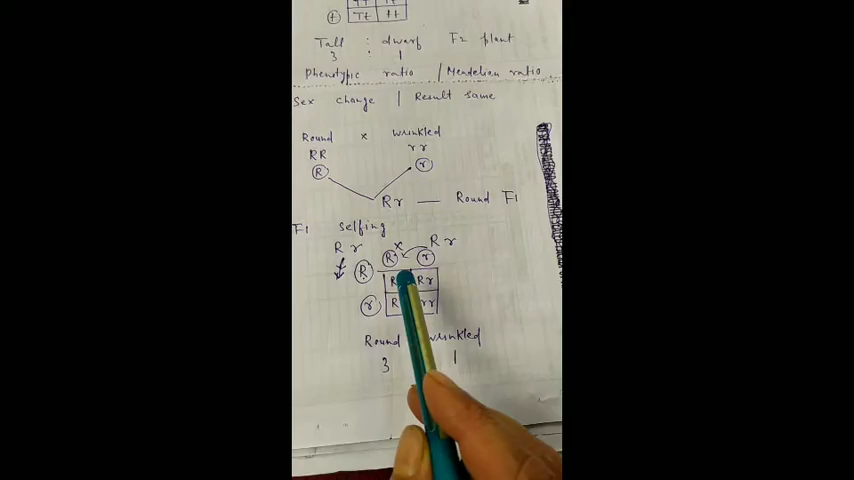 ⓣ Tt tt
Tall : dwarf F2 plant
3 : 1
Phenotypic ratio / Mendelian ratio
Sex change | Result same
Round x wrinkled
RR rr
R r
Rr — Round F1
F1 selfing
R r x R r
R r
R R Rr
r R rr
Round wrinkled
3 1